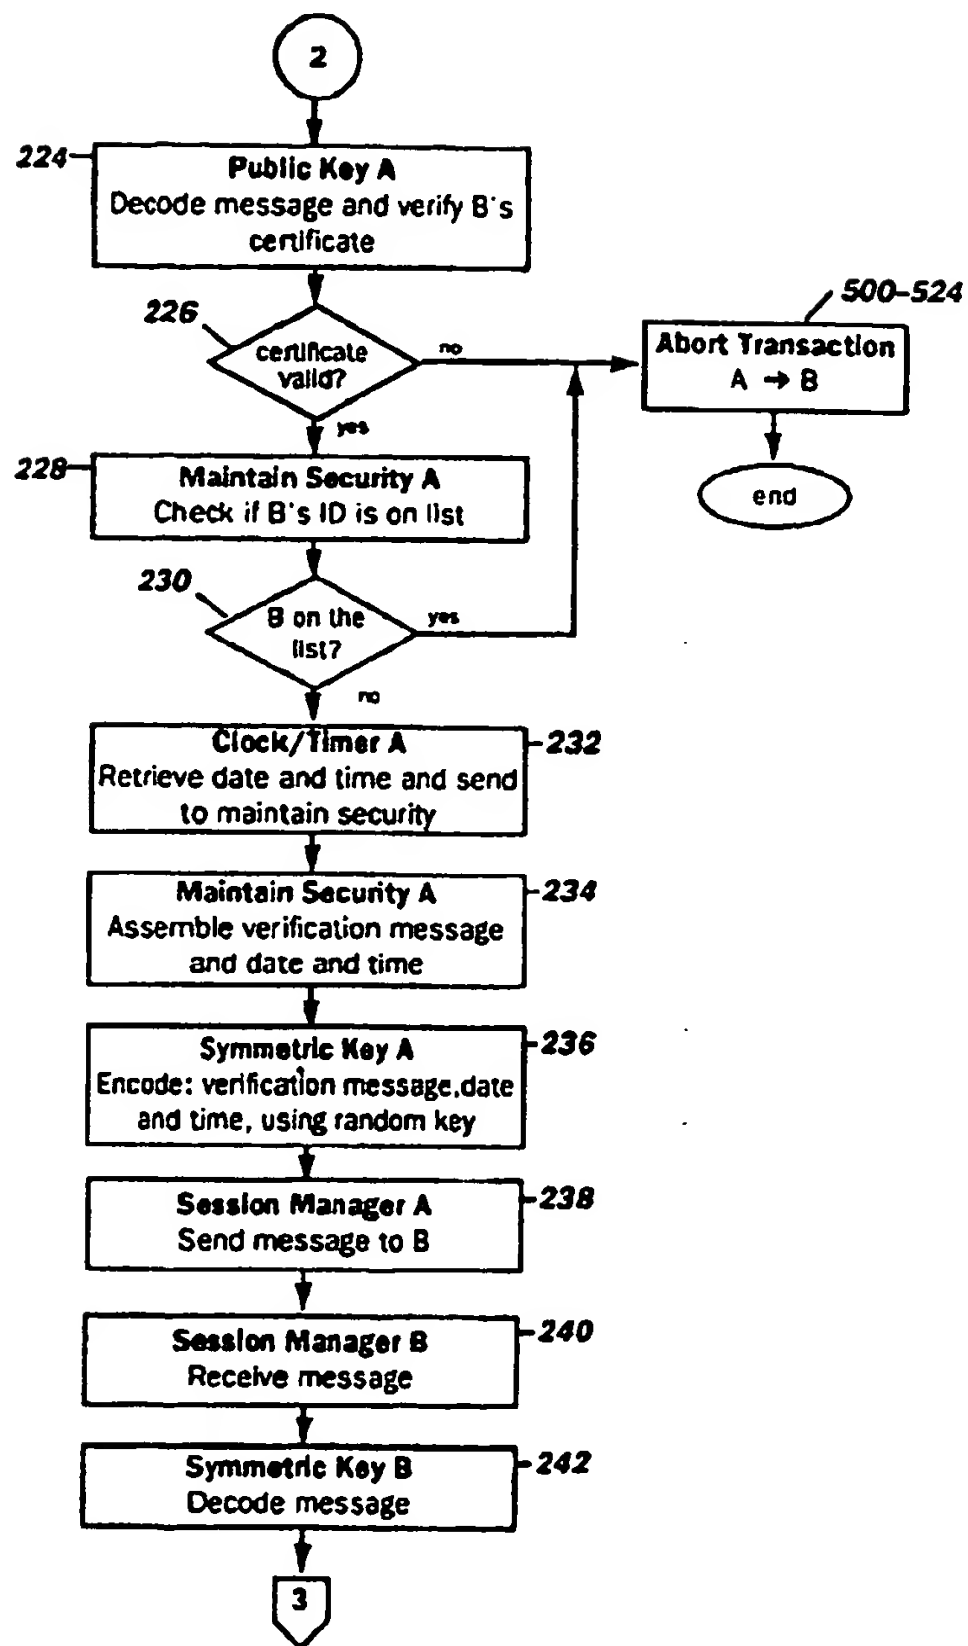 2
224
Public Key A
Decode message and verify B's
certificate
500-524
226
certificate
valid?
no
Abort Transaction
A → B
yes
228
Maintain Security A
Check if B's ID is on list
end
230
B on the
list?
yes
no
Clock/Timer A
232
Retrieve date and time and send
to maintain security
Maintain Security A
234
Assemble verification message
and date and time
Symmetric Key A
236
Encode: verification message,date
and time, using random key
Session Manager A
238
Send message to B
Session Manager B
240
Receive message
Symmetric Key B
242
Decode message
3